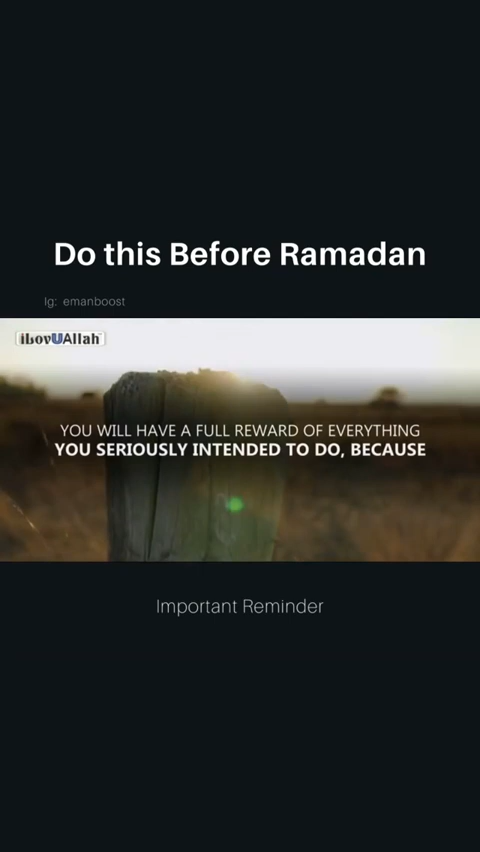 Do this Before Ramadan
Ig: emanboost
iLovUAllah
YOU WILL HAVE A FULL REWARD OF EVERYTHING
YOU SERIOUSLY INTENDED TO DO, BECAUSE
Important Reminder